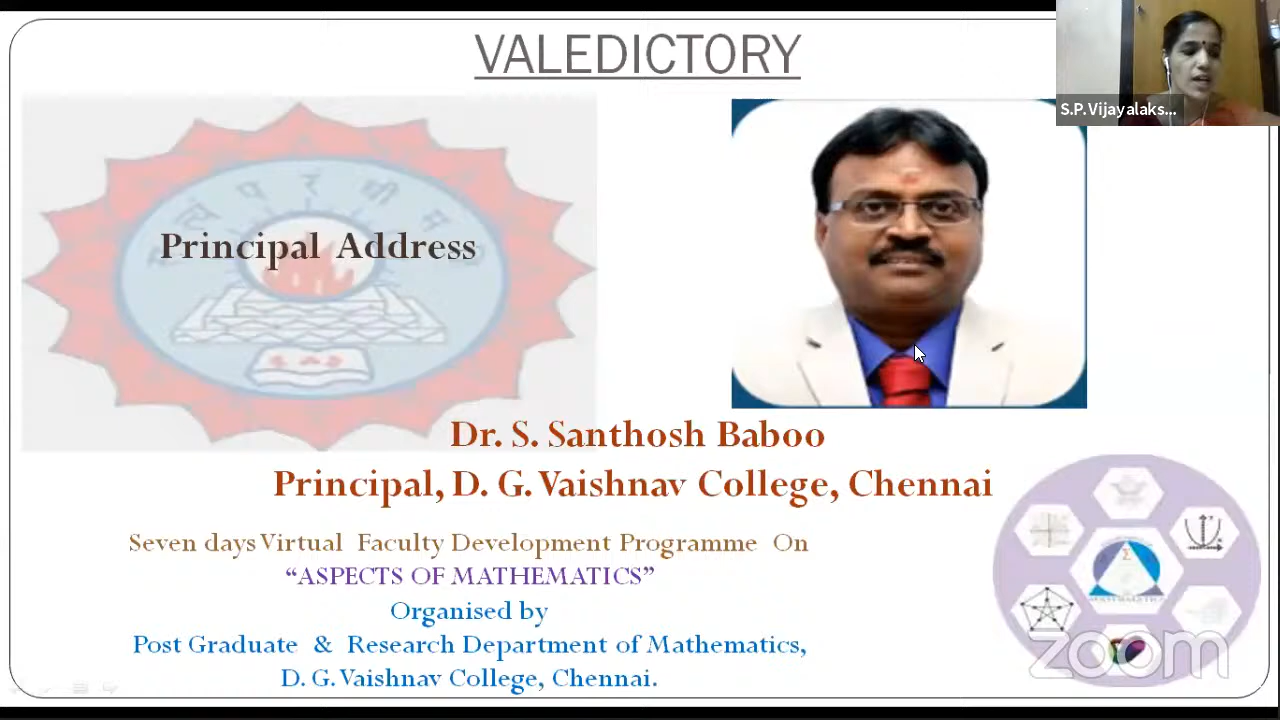 VALEDICTORY
S.P.Vijayalaks...
Principal Address
Dr. S. Santhosh Baboo
Principal, D. G. Vaishnav College, Chennai
Seven days Virtual Faculty Development Programme On
“ASPECTS OF MATHEMATICS”
Organised by
Post Graduate & Research Department of Mathematics,
D. G. Vaishnav College, Chennai.
zoom